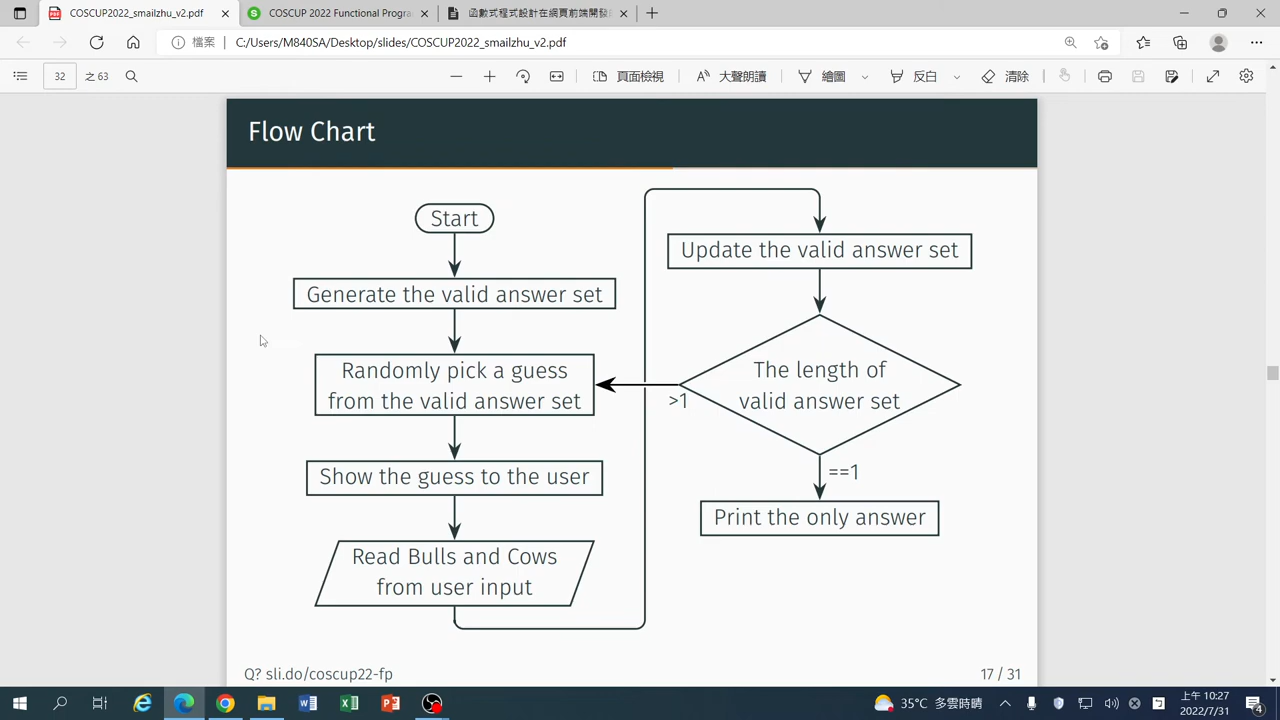 COSCUP2022_smailzhu_v2.pdf
COSCUP 2022 Functional Progra
函數式程式設計在網頁前端開發
檔案
C:/Users/M840SA/Desktop/slides/COSCUP2022_smailzhu_v2.pdf
32
之 63
頁面檢視
大聲朗讀
繪圖
反白
清除
Flow Chart
Start
Generate the valid answer set
Randomly pick a guess
from the valid answer set
Show the guess to the user
Read Bulls and Cows
from user input
Update the valid answer set
The length of
valid answer set
>1
==1
Print the only answer
Q? sli.do/coscup22-fp
17 / 31
35°C 多雲時晴
上午 10:27
2022/7/31
4